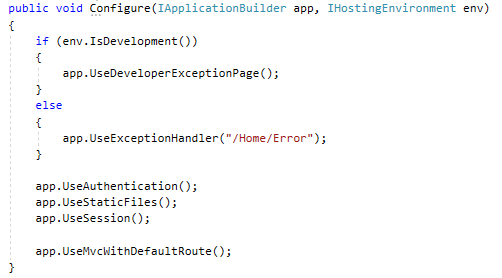 public void Configure(IApplicationBuilder app, IHostingEnvironment env)
{
    if (env.IsDevelopment())
    {
        app.UseDeveloperExceptionPage();
    }
    else
    {
        app.UseExceptionHandler("/Home/Error");
    }

    app.UseAuthentication();
    app.UseStaticFiles();
    app.UseSession();

    app.UseMvcWithDefaultRoute();
}